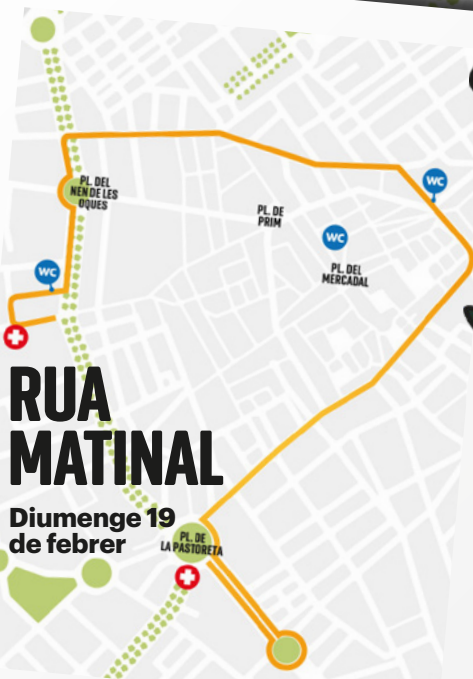 PL. DEL
NEN DE LES
OQUES
WC
PL. DE
PRIM
WC
PL. DEL
MERCADAL
WC
RUA
MATINAL
Diumenge 19
de febrer
PL. DE
LA PASTORETA